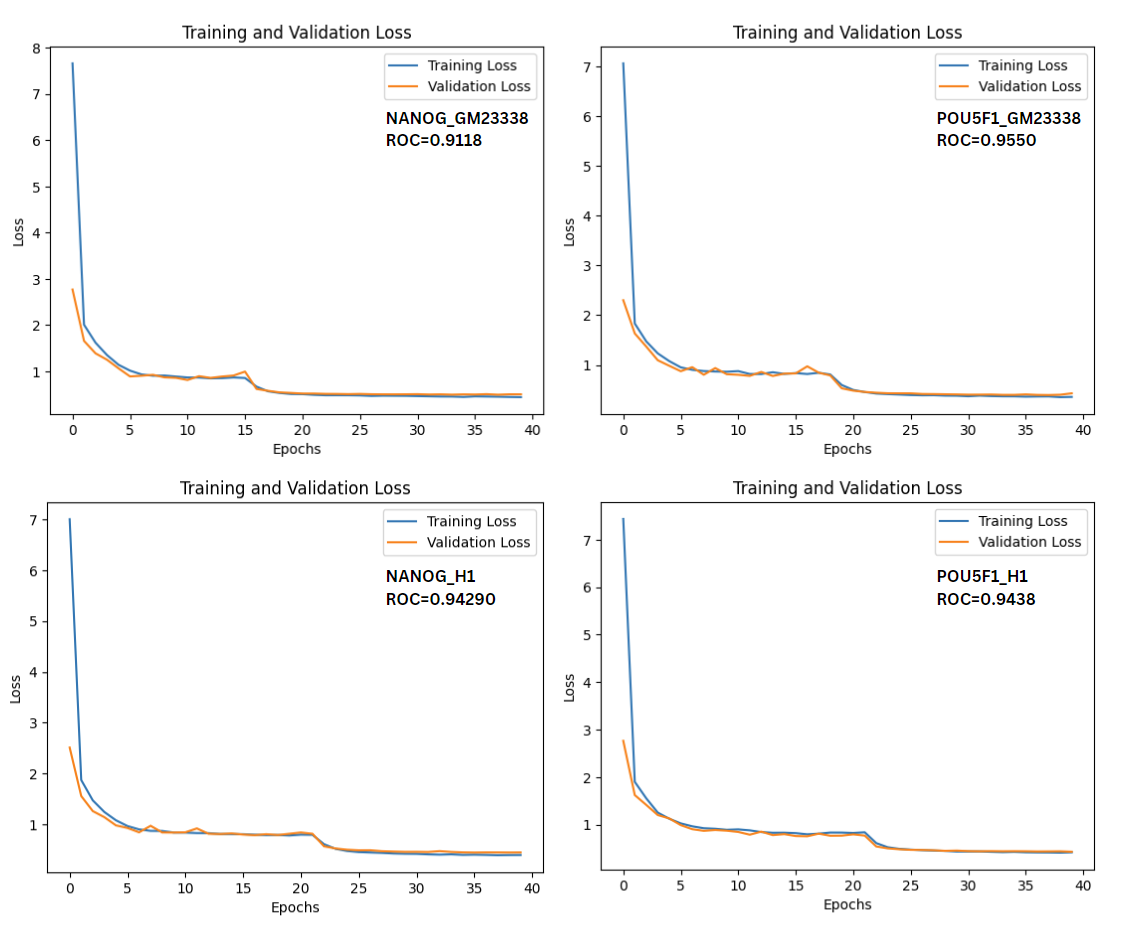 Training and Validation Loss
Training Loss
Validation Loss
NANOG_GM23338
ROC=0.9118
8
7
6
5
4
3
2
1
Loss
0 5 10 15 20 25 30 35 40
Epochs
Training and Validation Loss
Training Loss
Validation Loss
POU5F1_GM23338
ROC=0.9550
7
6
5
4
3
2
1
Loss
0 5 10 15 20 25 30 35 40
Epochs
Training and Validation Loss
Training Loss
Validation Loss
NANOG_H1
ROC=0.94290
7
6
5
4
3
2
1
Loss
0 5 10 15 20 25 30 35 40
Epochs
Training and Validation Loss
Training Loss
Validation Loss
POU5F1_H1
ROC=0.9438
7
6
5
4
3
2
1
Loss
0 5 10 15 20 25 30 35 40
Epochs